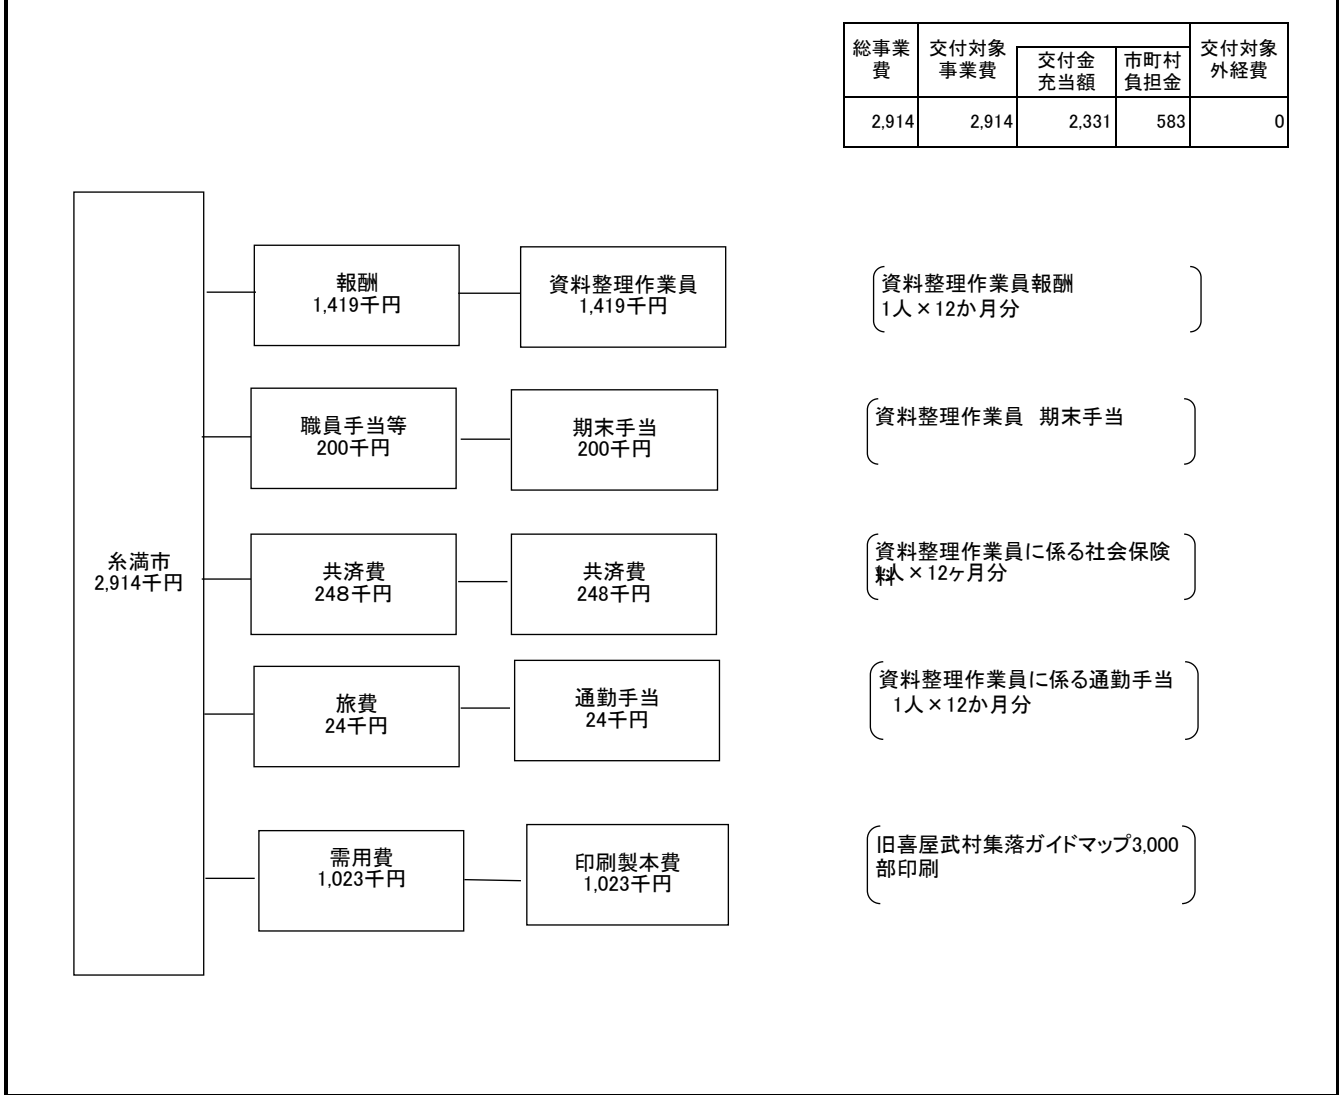 総事業
費
交付対象
事業費
交付金
充当額
市町村
負担金
交付対象
外経費
2,914
2,914
2,331
583
0
糸満市
2,914千円
報酬
1,419千円
資料整理作業員
1,419千円
資料整理作業員報酬
1人×12か月分
職員手当等
200千円
期末手当
200千円
資料整理作業員　期末手当
共済費
248千円
共済費
248千円
資料整理作業員に係る社会保険
料
1人×12ヶ月分
旅費
24千円
通勤手当
24千円
資料整理作業員に係る通勤手当
1人×12か月分
需用費
1,023千円
印刷製本費
1,023千円
旧喜屋武村集落ガイドマップ3,000
部印刷